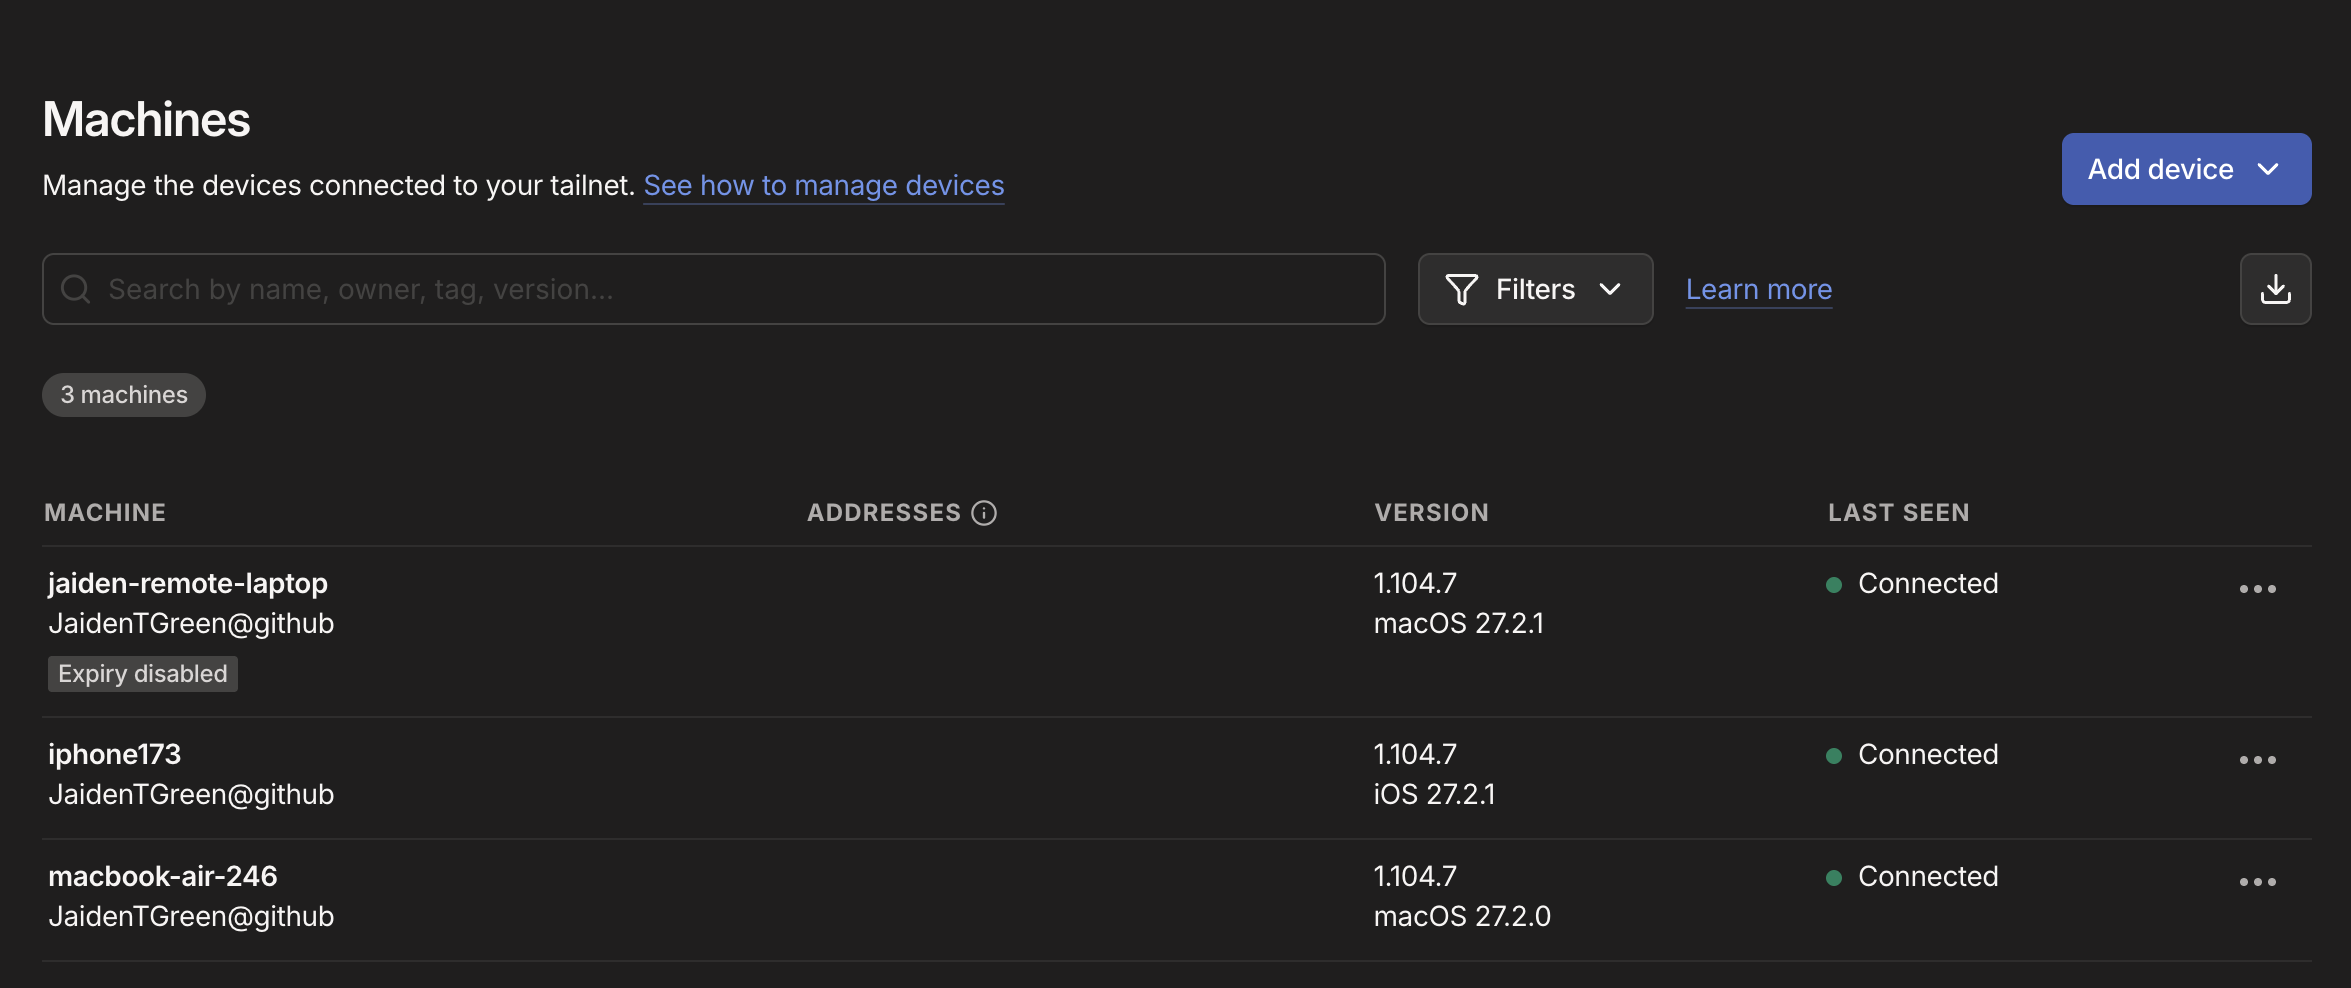 Machines
Manage the devices connected to your tailnet. See how to manage devices
Add device
Search by name, owner, tag, version...
Filters
Learn more
3 machines
MACHINE ADDRESSES VERSION LAST SEEN
jaiden-remote-laptop 1.104.7 Connected
JaidenTGreen@github macOS 27.2.1
Expiry disabled
iphone173 1.104.7 Connected
JaidenTGreen@github iOS 27.2.1
macbook-air-246 1.104.7 Connected
JaidenTGreen@github macOS 27.2.0